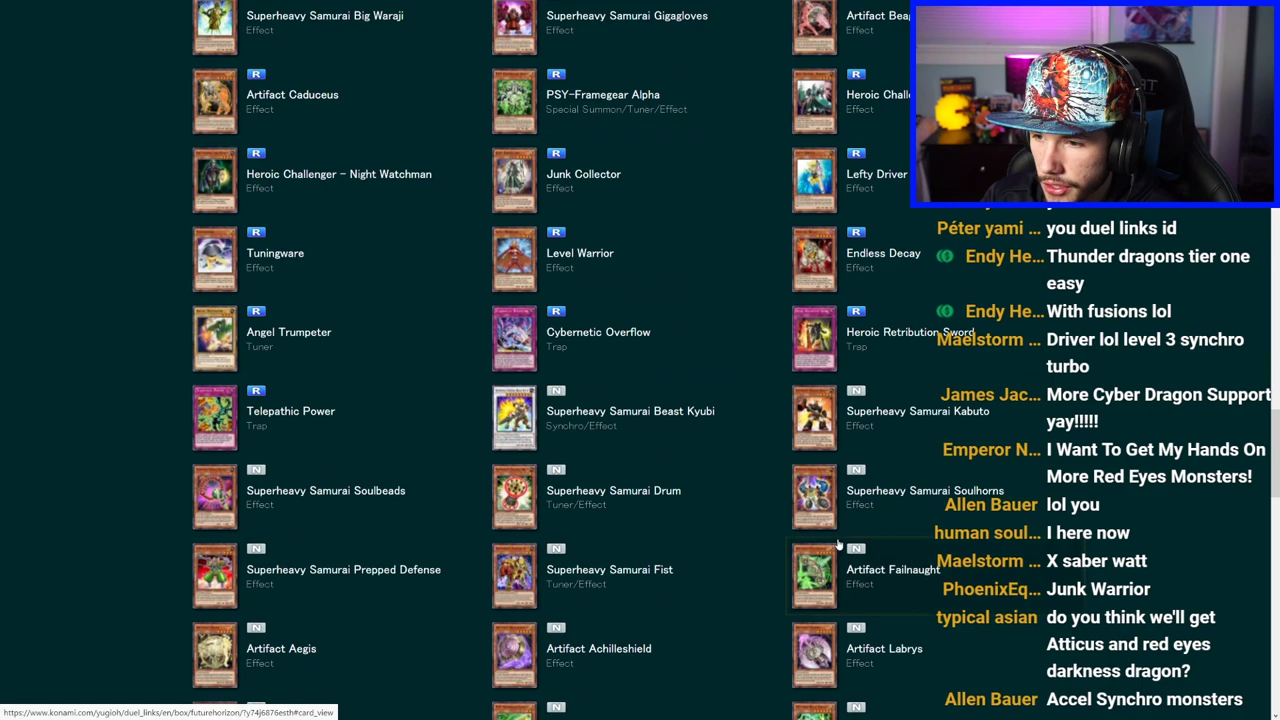 Superheavy Samurai Big Waraji
Effect
Superheavy Samurai Gigagloves
Effect
Artifact Bea
Effect
R
Artifact Caduceus
Effect
R
PSY-Framegear Alpha
Special Summon/Tuner/Effect
R
Heroic Chall
Effect
R
Heroic Challenger - Night Watchman
Effect
R
Junk Collector
Effect
R
Lefty Driver
Effect
R
Tuningware
Effect
R
Level Warrior
Effect
R
Endless Decay
Effect
R
Angel Trumpeter
Tuner
R
Cybernetic Overflow
Trap
R
Heroic Retribution Sword
Trap
R
Telepathic Power
Trap
N
Superheavy Samurai Beast Kyubi
Synchro/Effect
N
Superheavy Samurai Kabuto
Effect
N
Superheavy Samurai Soulbeads
Effect
N
Superheavy Samurai Drum
Tuner/Effect
N
Superheavy Samurai Soulhorns
Effect
N
Superheavy Samurai Prepped Defense
Effect
N
Superheavy Samurai Fist
Tuner/Effect
N
Artifact Failnaught
Effect
N
Artifact Aegis
Effect
N
Artifact Achilleshield
Effect
N
Artifact Labrys
Effect
N
N
N
Péter yami ... you duel links id
Endy He... Thunder dragons tier one
easy
Endy He... With fusions lol
Maelstorm ... Driver lol level 3 synchro
turbo
James Jac... More Cyber Dragon Support
yay!!!!!
Emperor N... I Want To Get My Hands On
More Red Eyes Monsters!
Allen Bauer lol you
human soul... I here now
Maelstorm ... X saber watt
PhoenixEq... Junk Warrior
typical asian do you think we'll get
Atticus and red eyes
darkness dragon?
Allen Bauer Accel Synchro monsters
https://www.konami.com/yugioh/duel_links/en/box/futurehorizon/?y74j6876esth#card_view